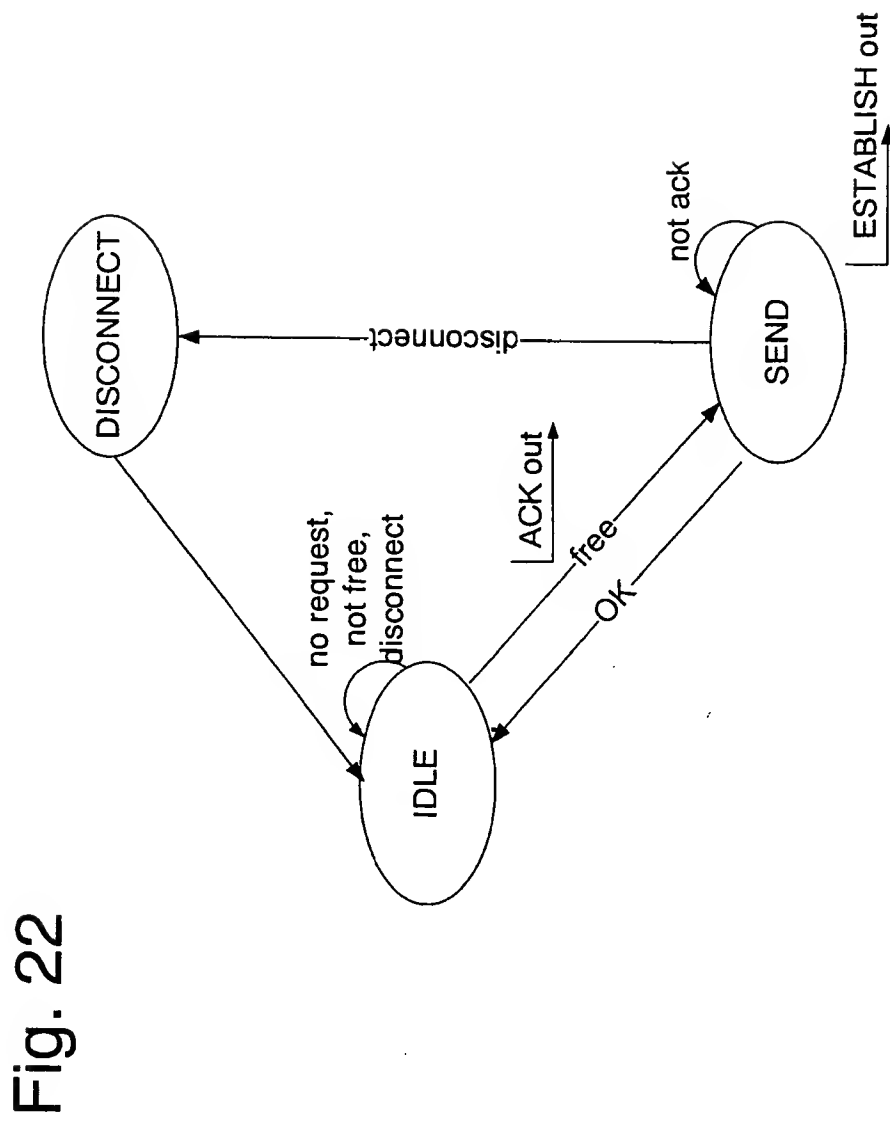 Fig. 22
DISCONNECT
no request,
not free,
disconnect
disconnect
IDLE
ACK out
free
OK
not ack
SEND
ESTABLISH out